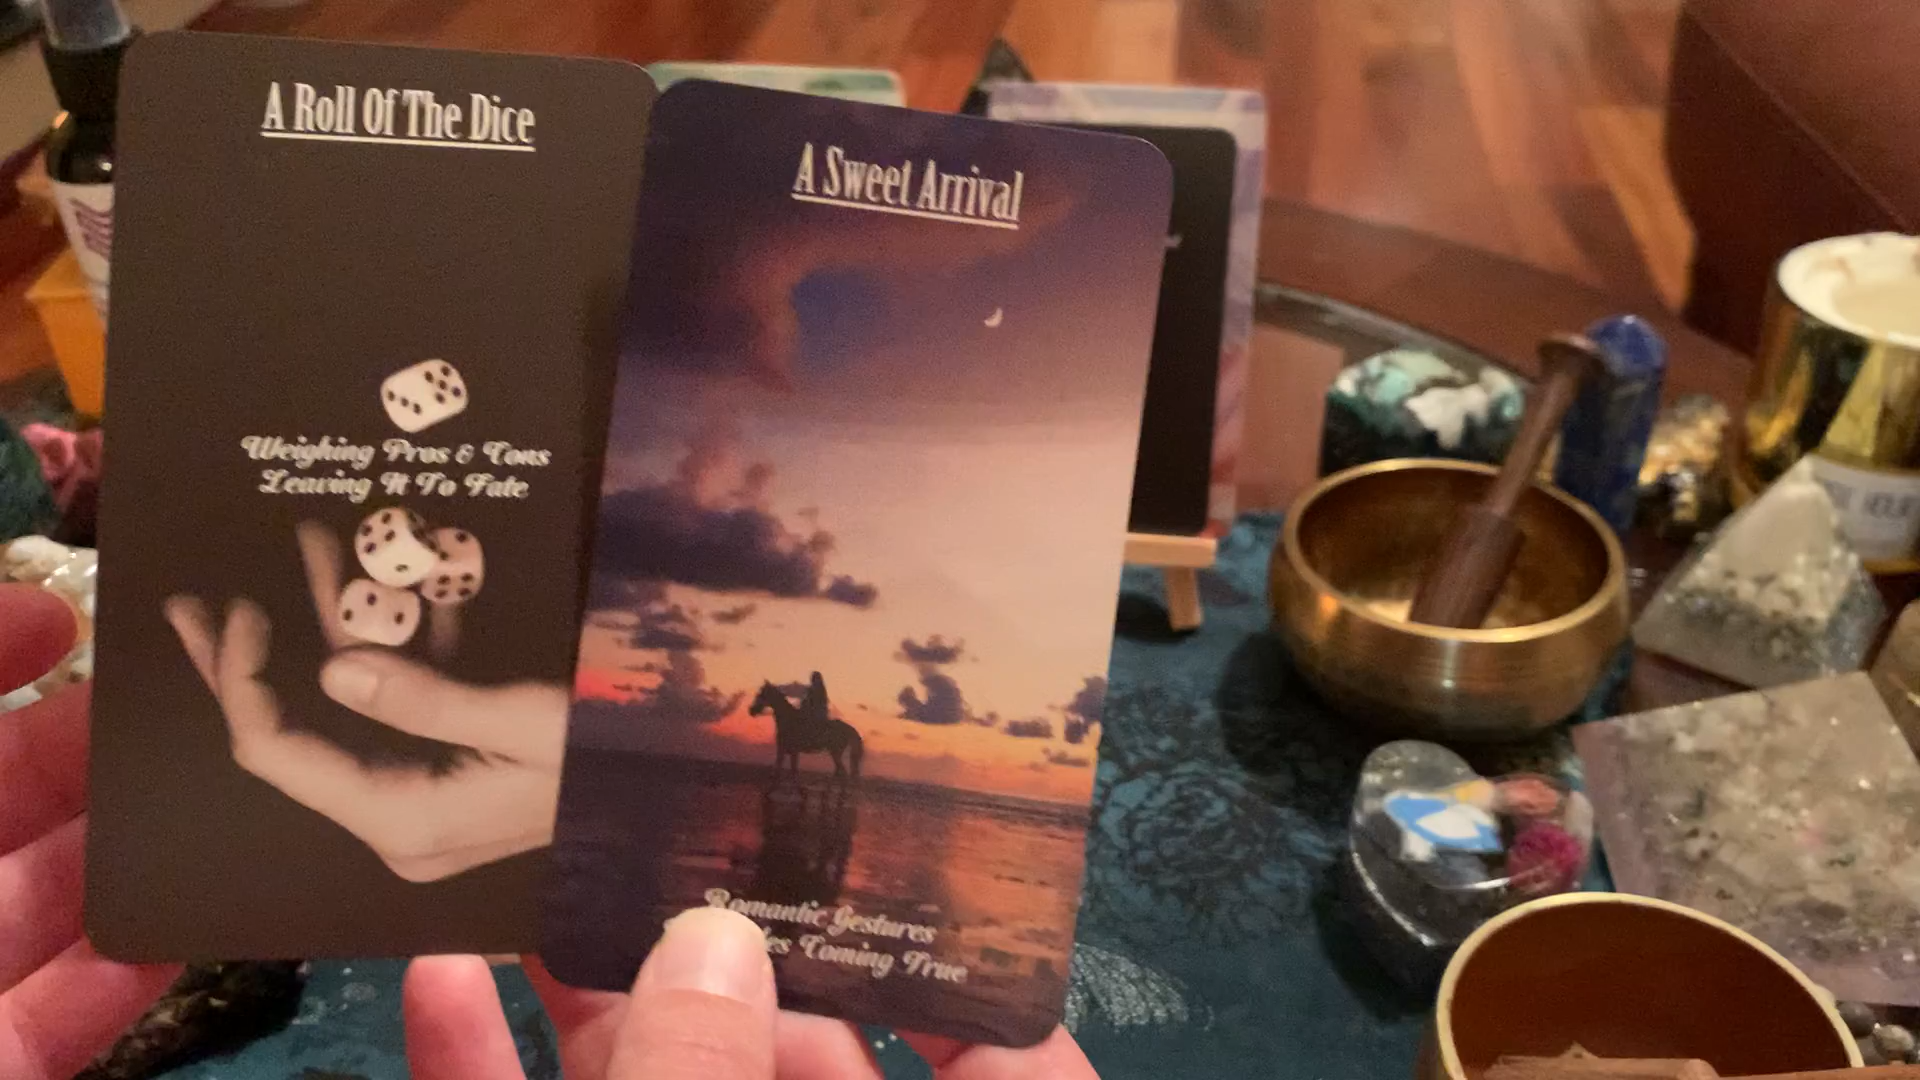 A Roll Of The Dice
Weighing Pros & Cons
Leaving It To Fate
A Sweet Arrival
Romantic Gestures
Coming True